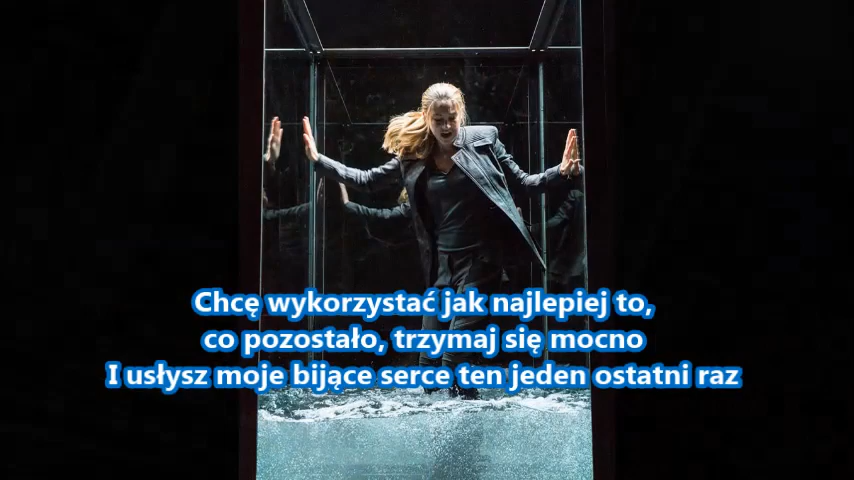 Chcę wykorzystać jak najlepiej to,
co pozostało, trzymaj się mocno
I usłysz moje bijące serce ten jeden ostatni raz